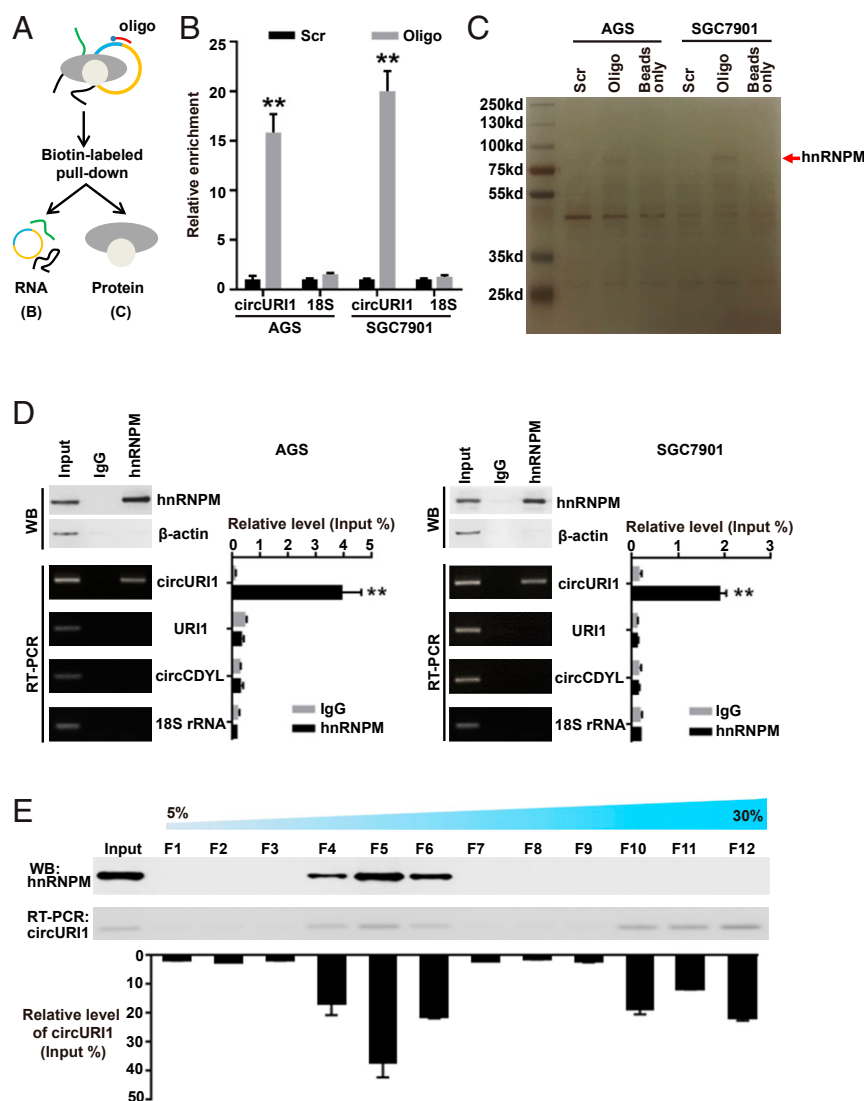 A
oligo
Biotin-labeled
pull-down
RNA
Protein
(B)
(C)
B
Scr
Oligo
Relative enrichment
25
20
15
10
5
0
**
**
circURI1 18S circURI1 18S
AGS
SGC7901
C
AGS
SGC7901
Scr
Oligo
Beads
only
Scr
Oligo
Beads
only
250kd
130kd
100kd
75kd
55kd
35kd
25kd
hnRNPM
D
Input
IgG
hnRNPM
AGS
WB
hnRNPM
β-actin
Relative level (Input %)
0 1 2 3 4 5
RT-PCR
circURI1
**
URI1
circCDYL
18S rRNA
IgG
hnRNPM
Input
IgG
hnRNPM
SGC7901
WB
hnRNPM
β-actin
Relative level (Input %)
0 1 2 3
RT-PCR
circURI1
**
URI1
circCDYL
18S rRNA
IgG
hnRNPM
E
5%
30%
Input F1 F2 F3 F4 F5 F6 F7 F8 F9 F10 F11 F12
WB:
hnRNPM
RT-PCR:
circURI1
0
10
20
30
40
50
Relative level
of circURI1
(Input %)